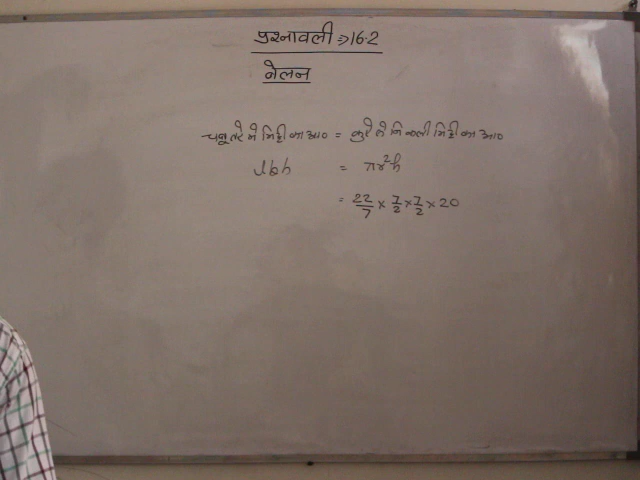 प्रश्नावली ⇒ 16.2
बेलन
चबूतरे मे मिट्टी का आ० = कुएँ से निकली मिट्टी का आ०
lbh = πr²h
= 22/7 × 7/2 × 7/2 × 20